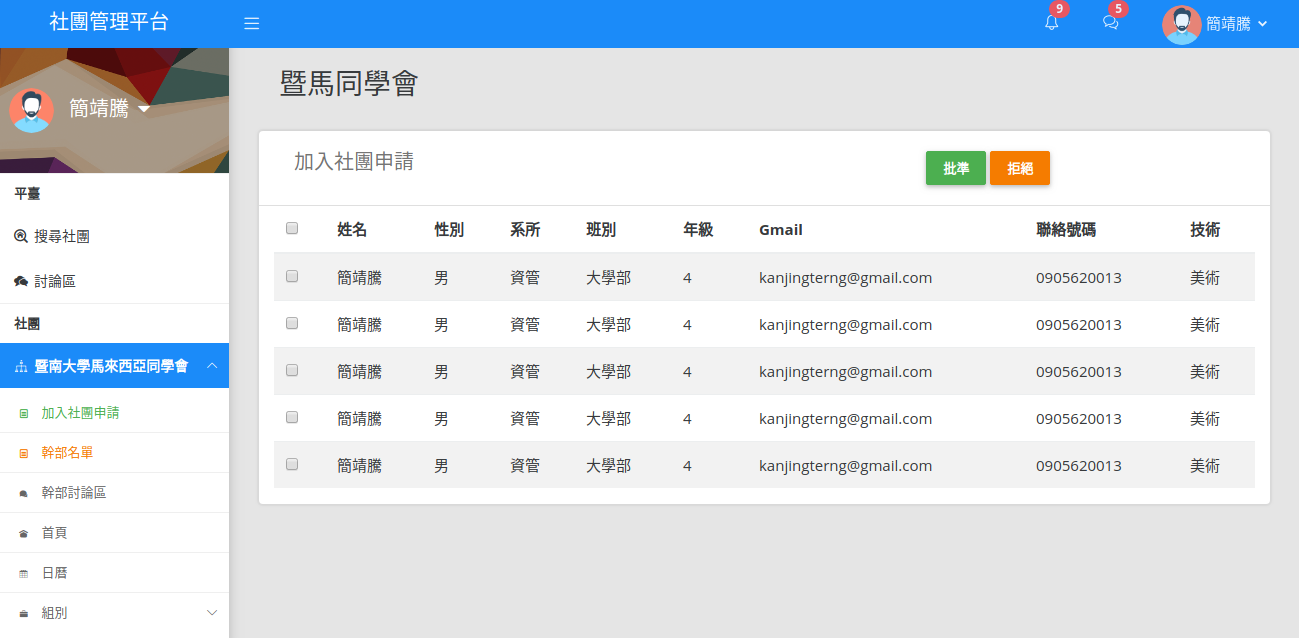 社團管理平台
9
5
簡靖騰
簡靖騰
平臺
搜尋社團
討論區
社團
暨南大學馬來西亞同學會
加入社團申請
幹部名單
幹部討論區
首頁
日曆
組別
暨馬同學會
加入社團申請
批準 拒絕
姓名 性別 系所 班別 年級 Gmail 聯絡號碼 技術
簡靖騰 男 資管 大學部 4 kanjingterng@gmail.com 0905620013 美術
簡靖騰 男 資管 大學部 4 kanjingterng@gmail.com 0905620013 美術
簡靖騰 男 資管 大學部 4 kanjingterng@gmail.com 0905620013 美術
簡靖騰 男 資管 大學部 4 kanjingterng@gmail.com 0905620013 美術
簡靖騰 男 資管 大學部 4 kanjingterng@gmail.com 0905620013 美術